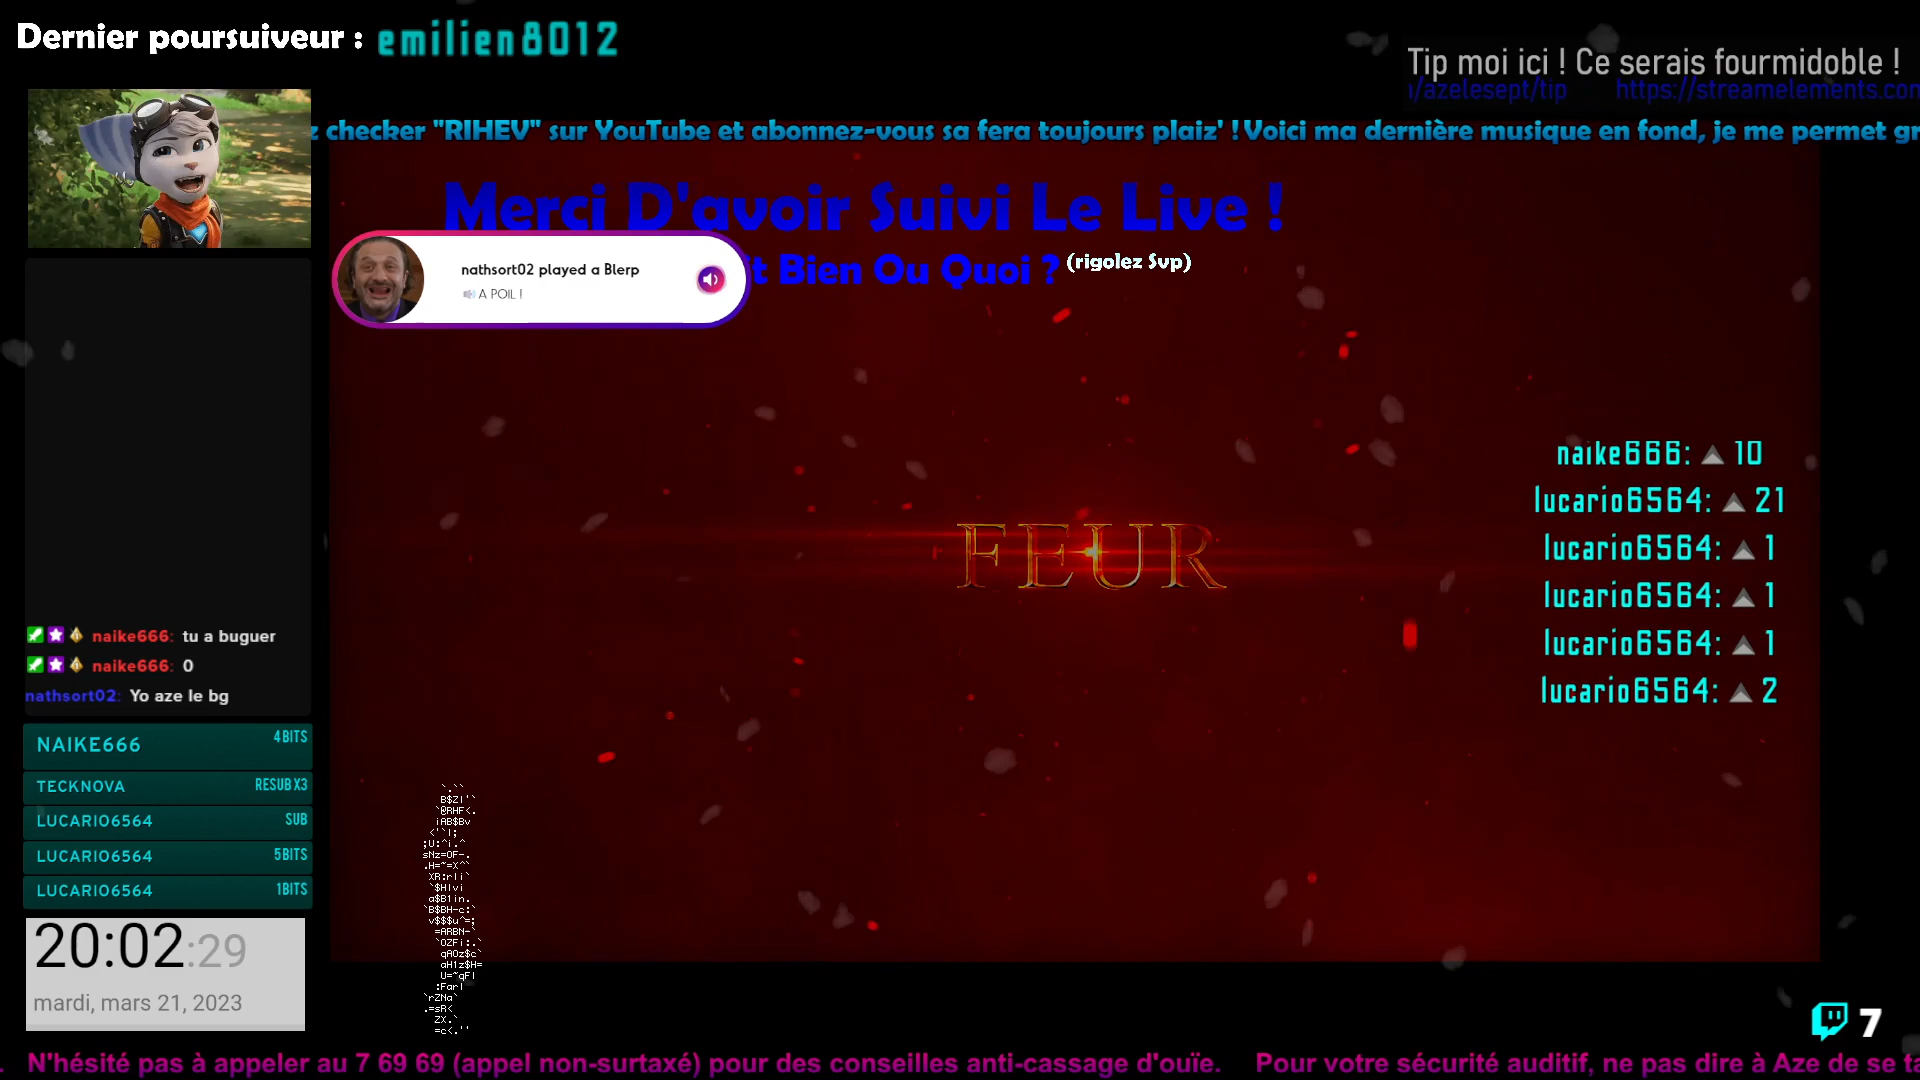 Dernier poursuiveur : emilien8012
Tip moi ici ! Ce serais fourmidoble !
/azelesept/tip https://streamelements.com
z checker "RIHEV" sur YouTube et abonnez-vous sa fera toujours plaiz' ! Voici ma dernière musique en fond, je me permet gr
Merci D'avoir Suivi Le Live !
t Bien Ou Quoi ? (rigolez Svp)
nathsort02 played a Blerp
A POIL !
FEUR
naike666: 10
lucario6564: 21
lucario6564: 1
lucario6564: 1
lucario6564: 1
lucario6564: 2
naike666: tu a buguer
naike666: 0
nathsort02: Yo aze le bg
NAIKE666 4BITS
TECKNOVA RESUB X3
LUCARIO6564 SUB
LUCARIO6564 5BITS
LUCARIO6564 1BITS
20:02:29
mardi, mars 21, 2023
7
. N'hésité pas à appeler au 7 69 69 (appel non-surtaxé) pour des conseilles anti-cassage d'ouïe. Pour votre sécurité auditif, ne pas dire à Aze de se ta